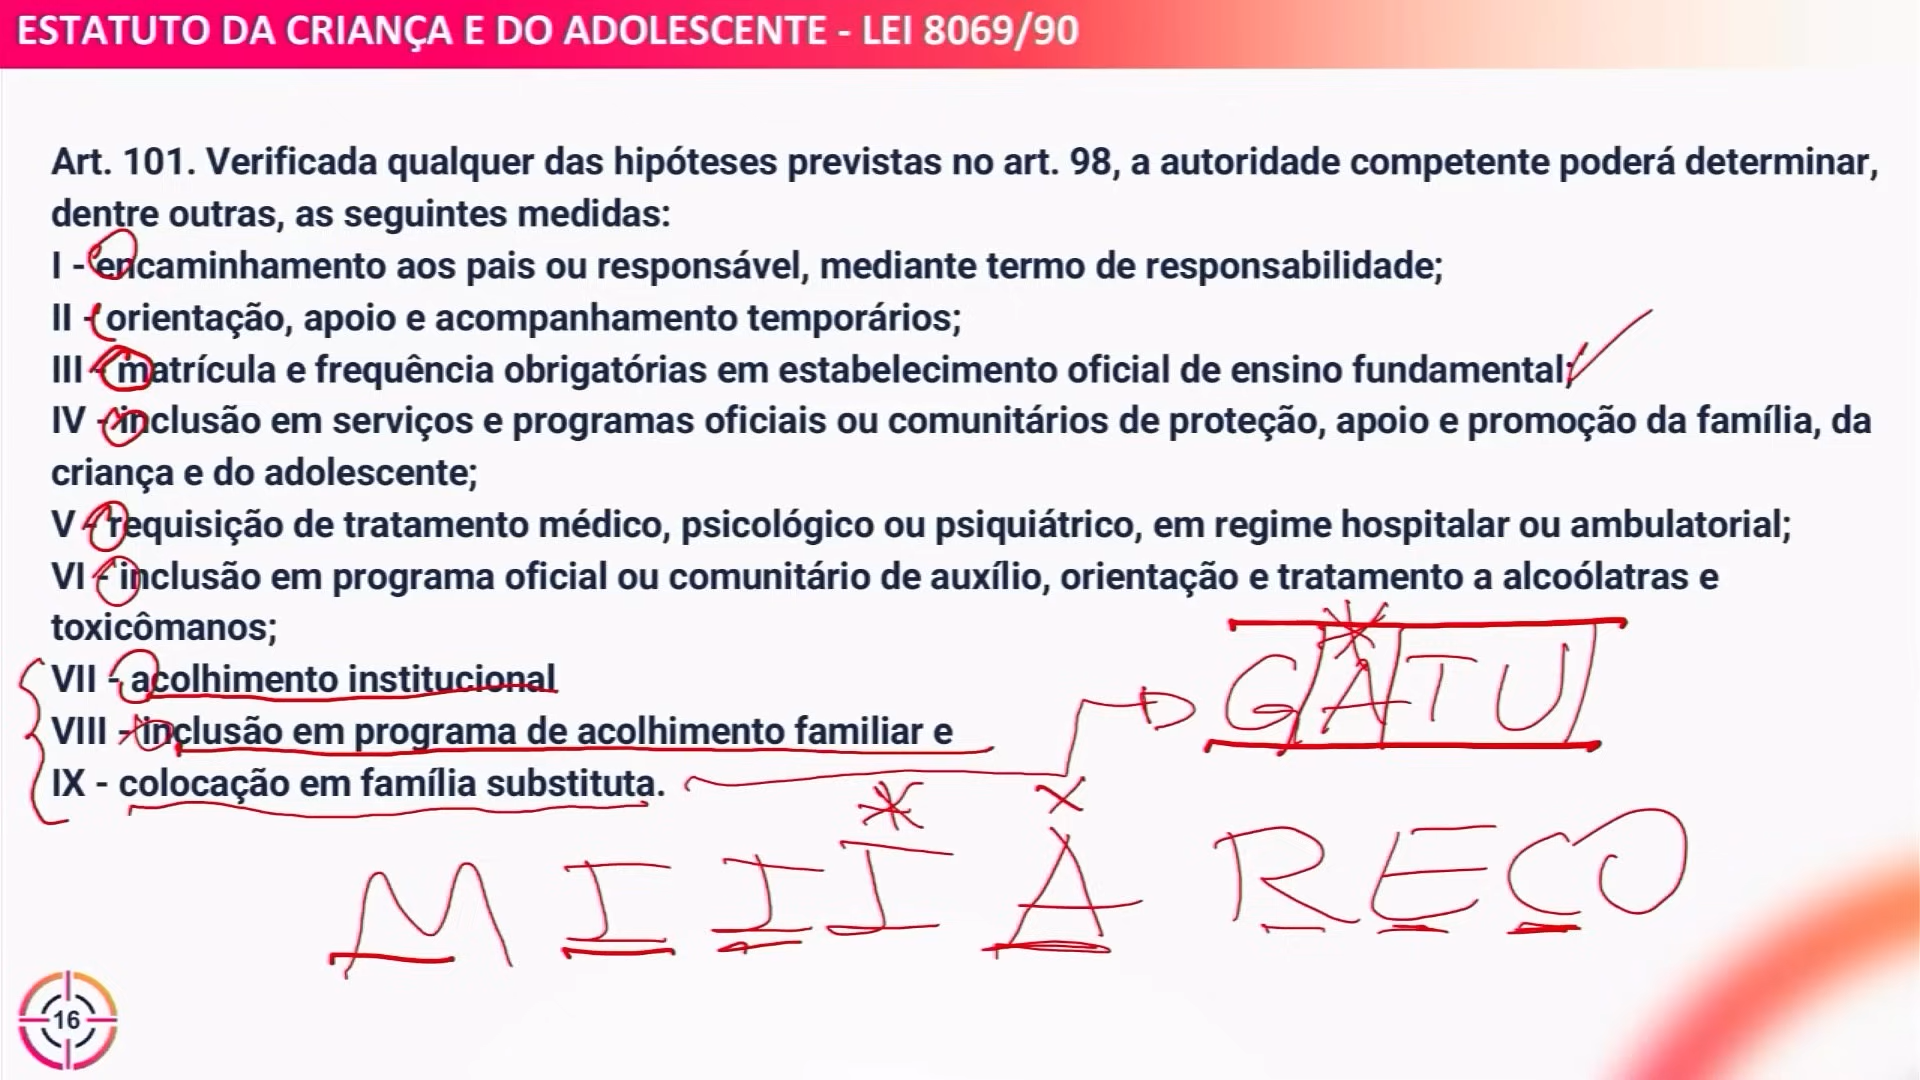 ESTATUTO DA CRIANÇA E DO ADOLESCENTE - LEI 8069/90
Art. 101. Verificada qualquer das hipóteses previstas no art. 98, a autoridade competente poderá determinar,
dentre outras, as seguintes medidas:
I - encaminhamento aos pais ou responsável, mediante termo de responsabilidade;
II - orientação, apoio e acompanhamento temporários;
III - matrícula e frequência obrigatórias em estabelecimento oficial de ensino fundamental;
IV - inclusão em serviços e programas oficiais ou comunitários de proteção, apoio e promoção da família, da
criança e do adolescente;
V - requisição de tratamento médico, psicológico ou psiquiátrico, em regime hospitalar ou ambulatorial;
VI - inclusão em programa oficial ou comunitário de auxílio, orientação e tratamento a alcoólatras e
toxicômanos;
VII - acolhimento institucional
VIII - inclusão em programa de acolhimento familiar e
IX - colocação em família substituta.
GATU
M I I I A RECO
16